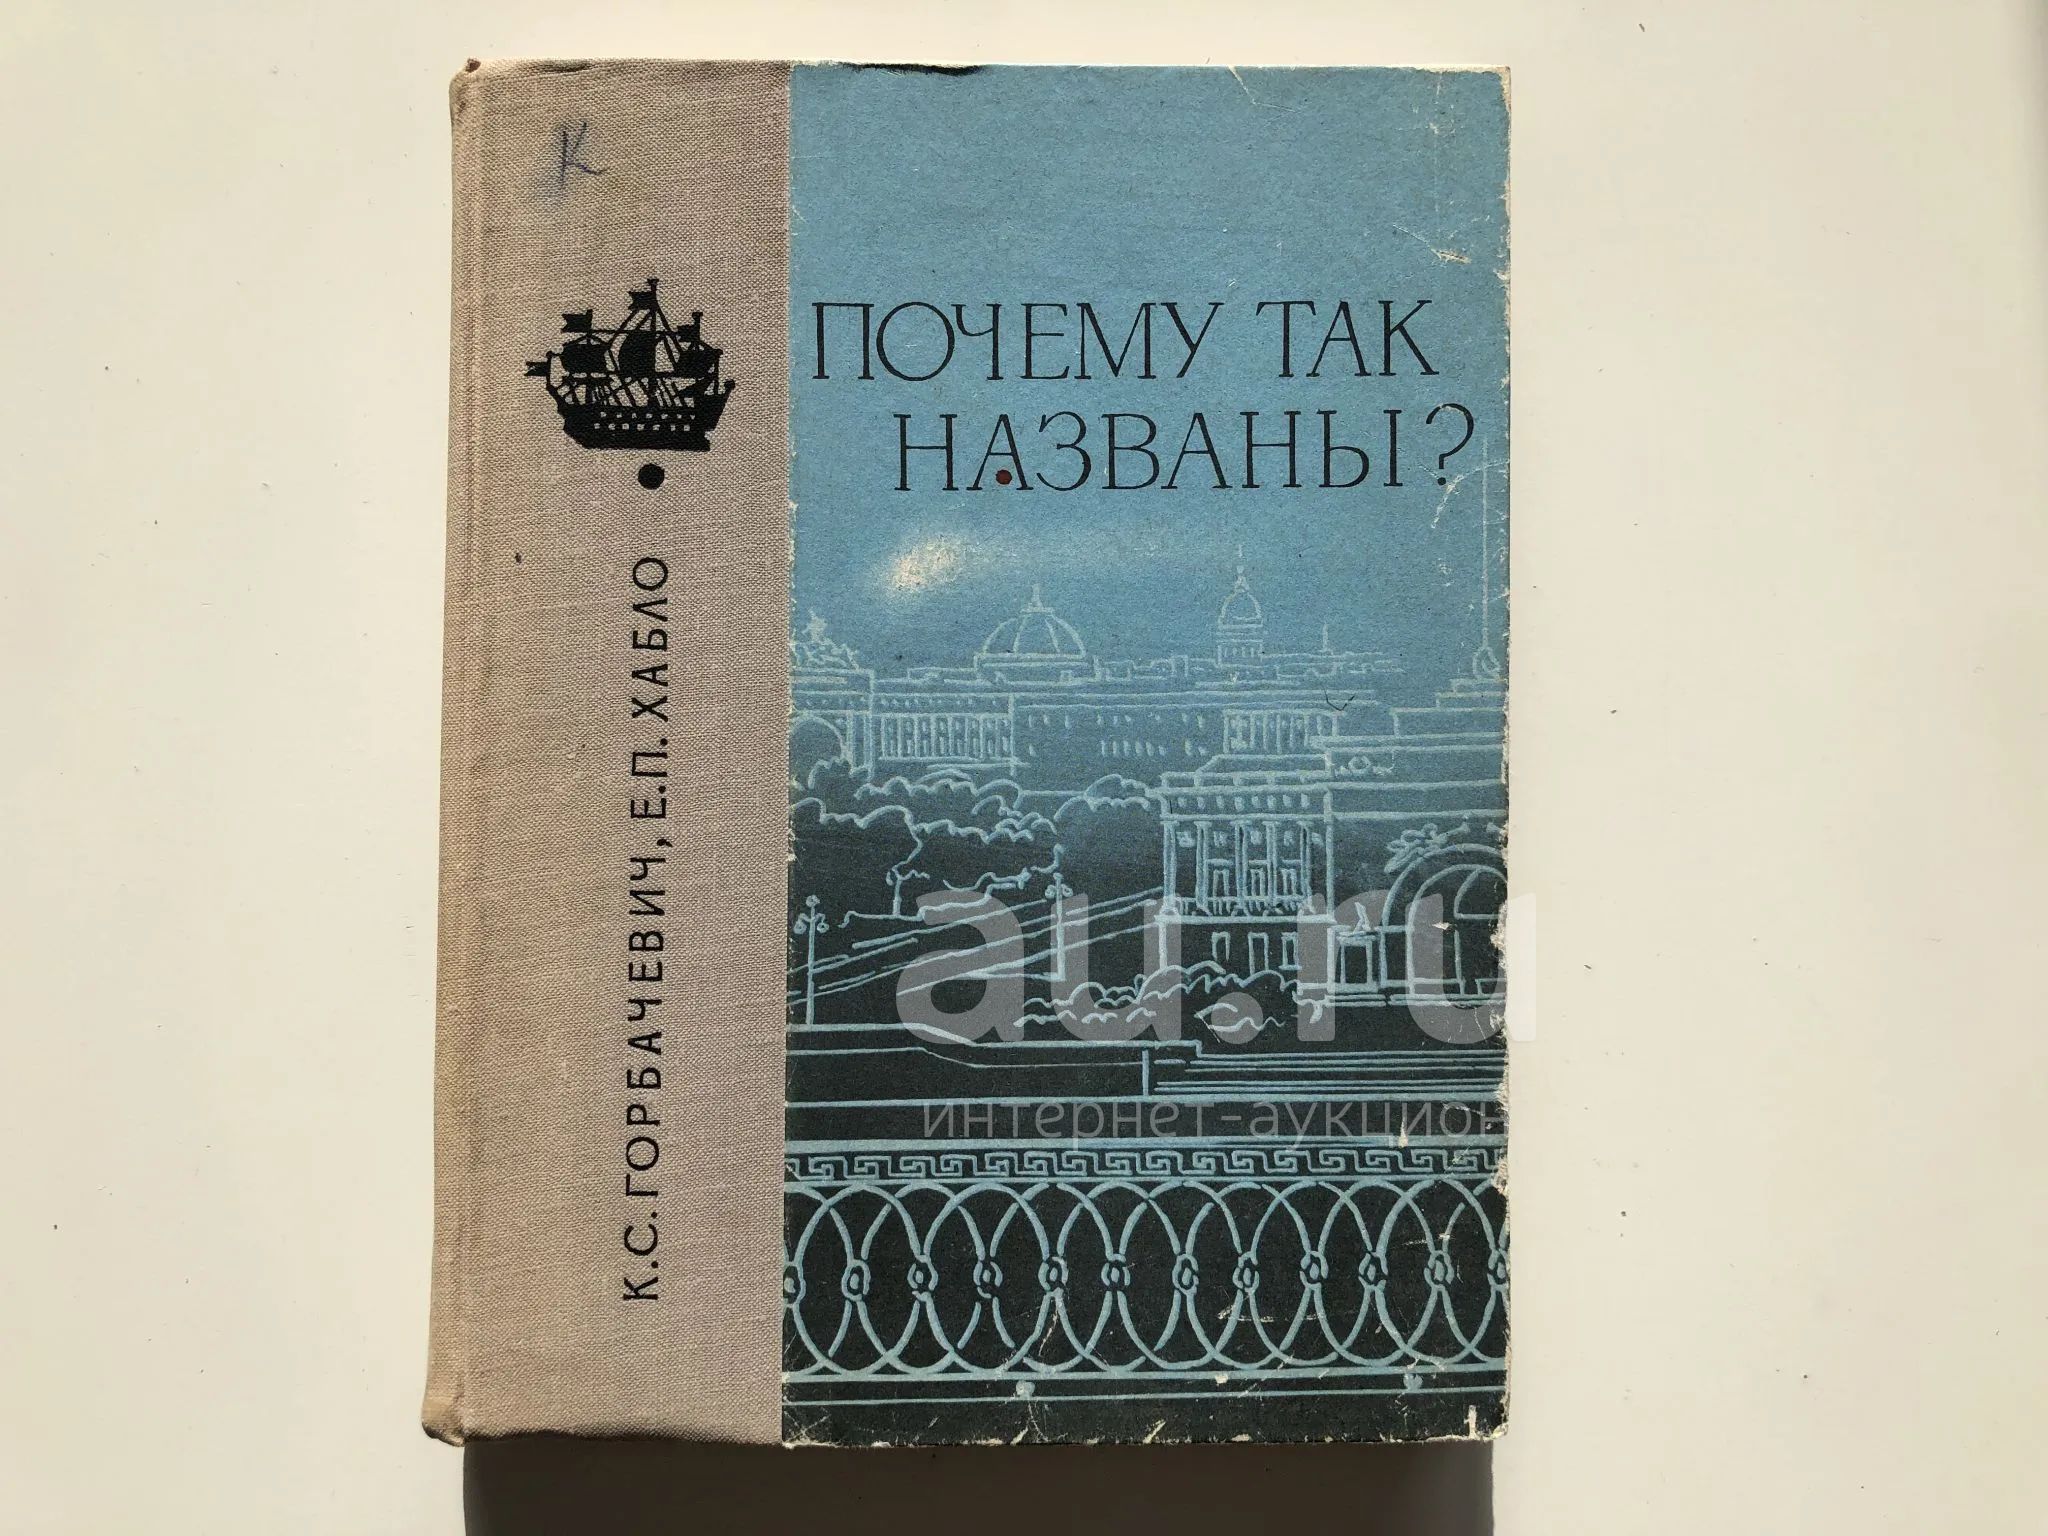 К
К.С.ГОРБАЧЕВИЧ, Е.П. ХАБЛО
ПОЧЕМУ ТАК
НАЗВАНЫ?
au.ru
интернет-аукцион